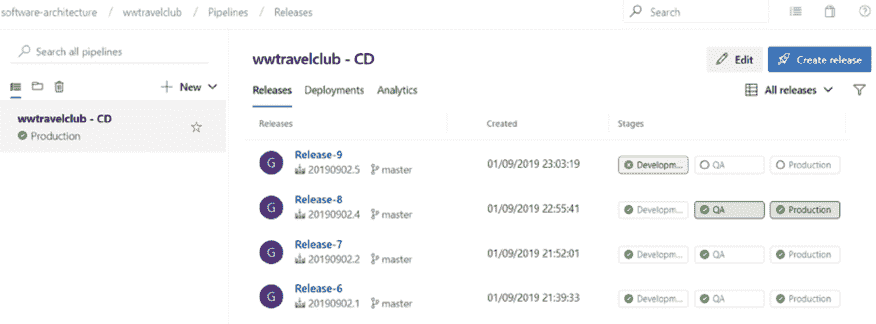 software-architecture / wwtravelclub / Pipelines / Releases
Search
Search all pipelines
New
wwtravelclub - CD
Production
wwtravelclub - CD
Edit
Create release
Releases Deployments Analytics
All releases
Releases Created Stages
G Release-9 01/09/2019 23:03:19 Developm... QA Production
20190902.5 master
G Release-8 01/09/2019 22:55:41 Developm... QA Production
20190902.4 master
G Release-7 01/09/2019 21:52:01 Developm... QA Production
20190902.2 master
G Release-6 01/09/2019 21:39:33 Developm... QA Production
20190902.1 master